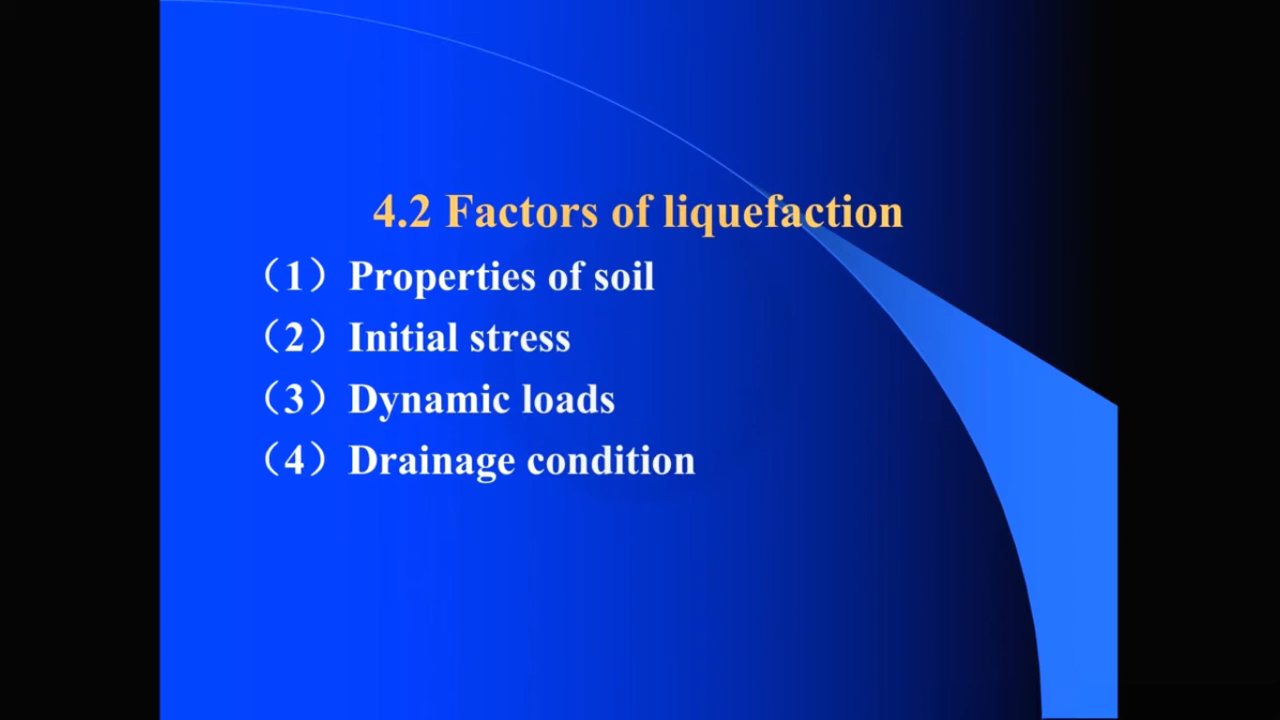 4.2 Factors of liquefaction
（1）Properties of soil
（2）Initial stress
（3）Dynamic loads
（4）Drainage condition